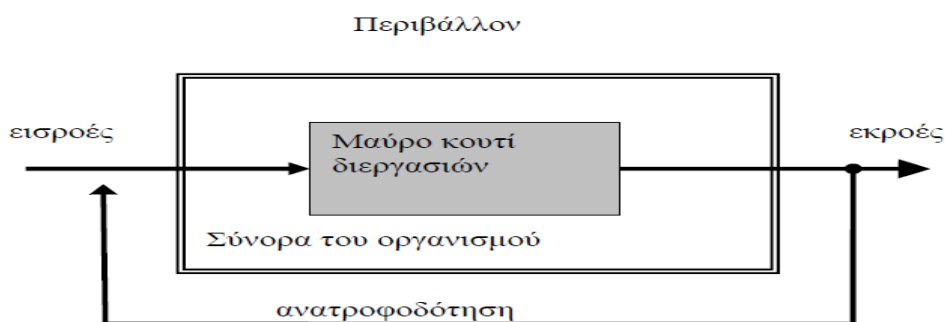 Περιβάλλον
εισροές
Μαύρο κουτί
διεργασιών
εκροές
Σύνορα του οργανισμού
ανατροφοδότηση